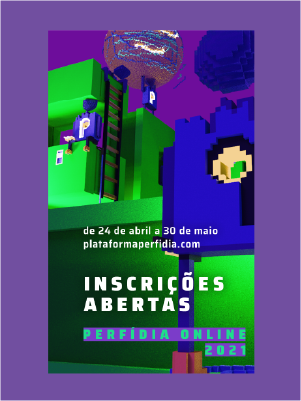 P
P
de 24 de abril a 30 de maio
plataformaperfidia.com
INSCRIÇÕES
ABERTAS
PERFÍDIA ONLINE
2021